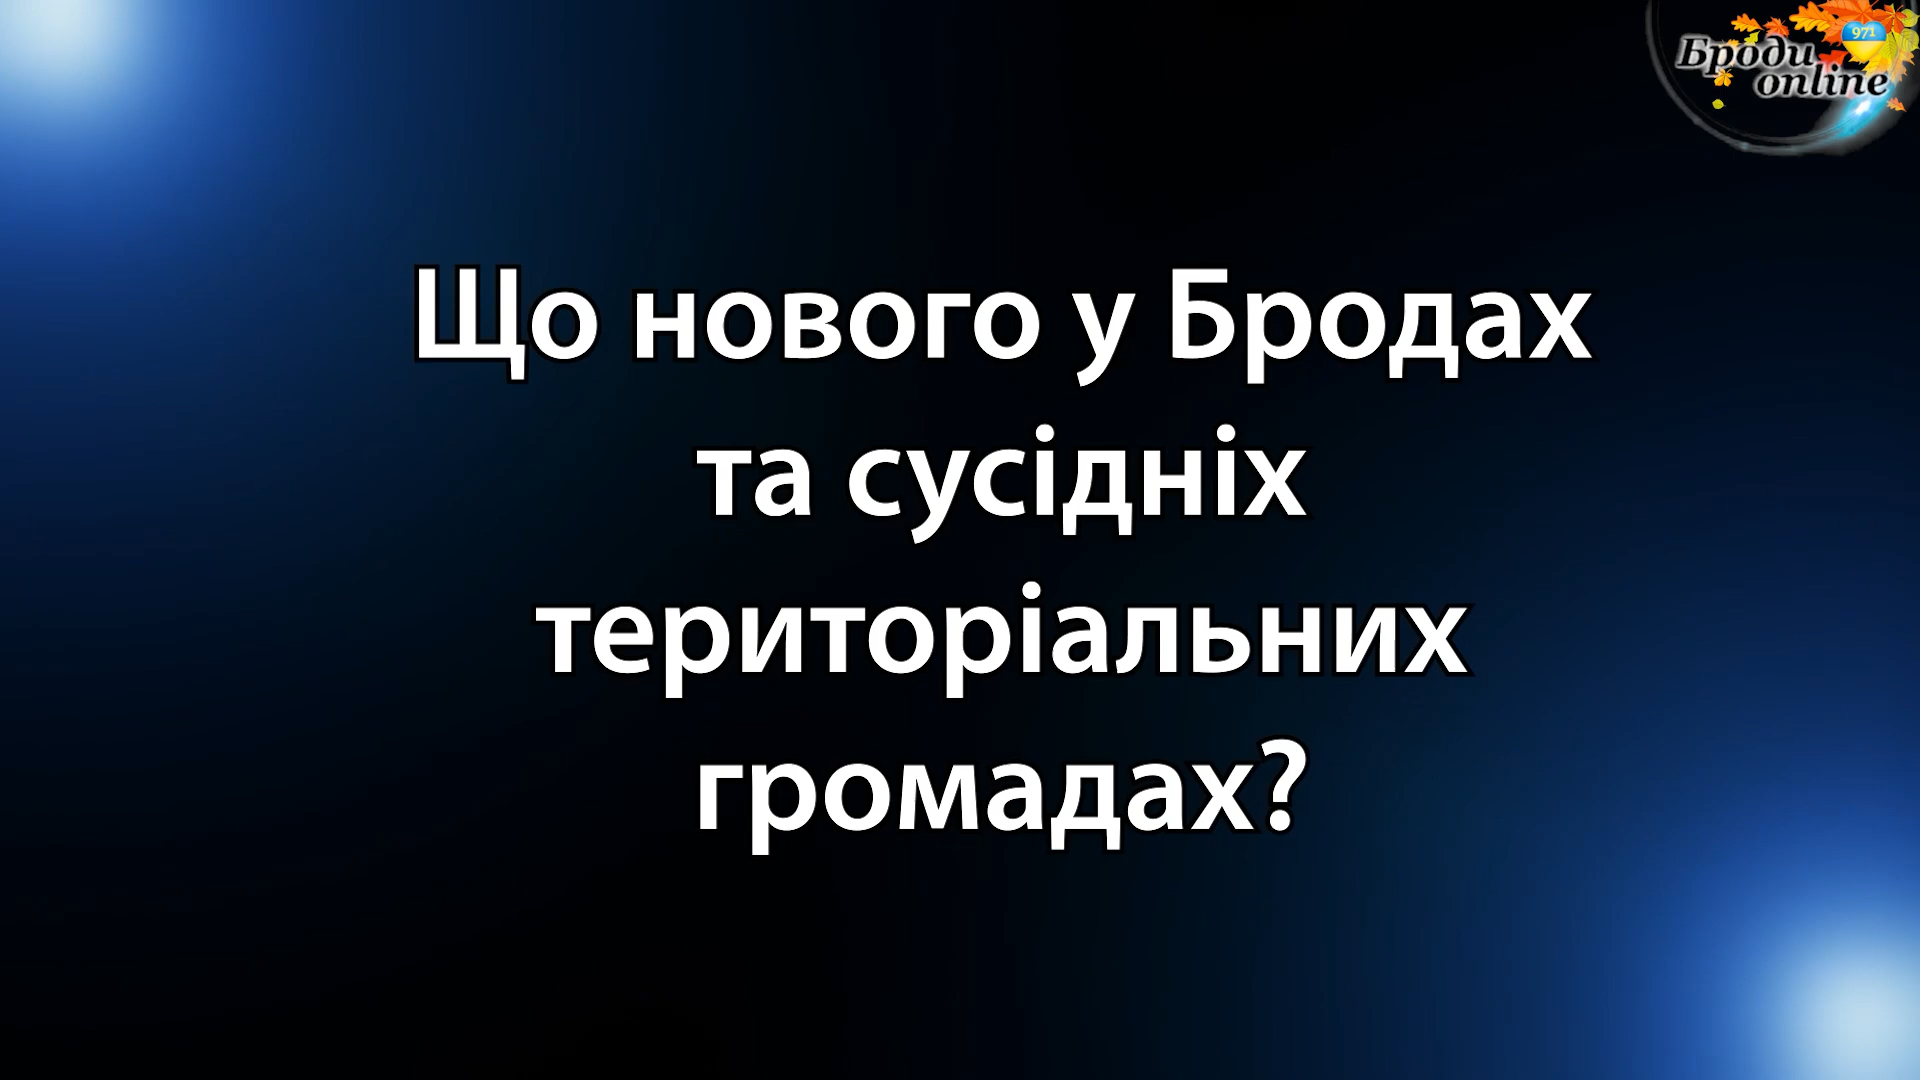 Броди
971
online
Що нового у Бродах
та сусідніх
територіальних
громадах?